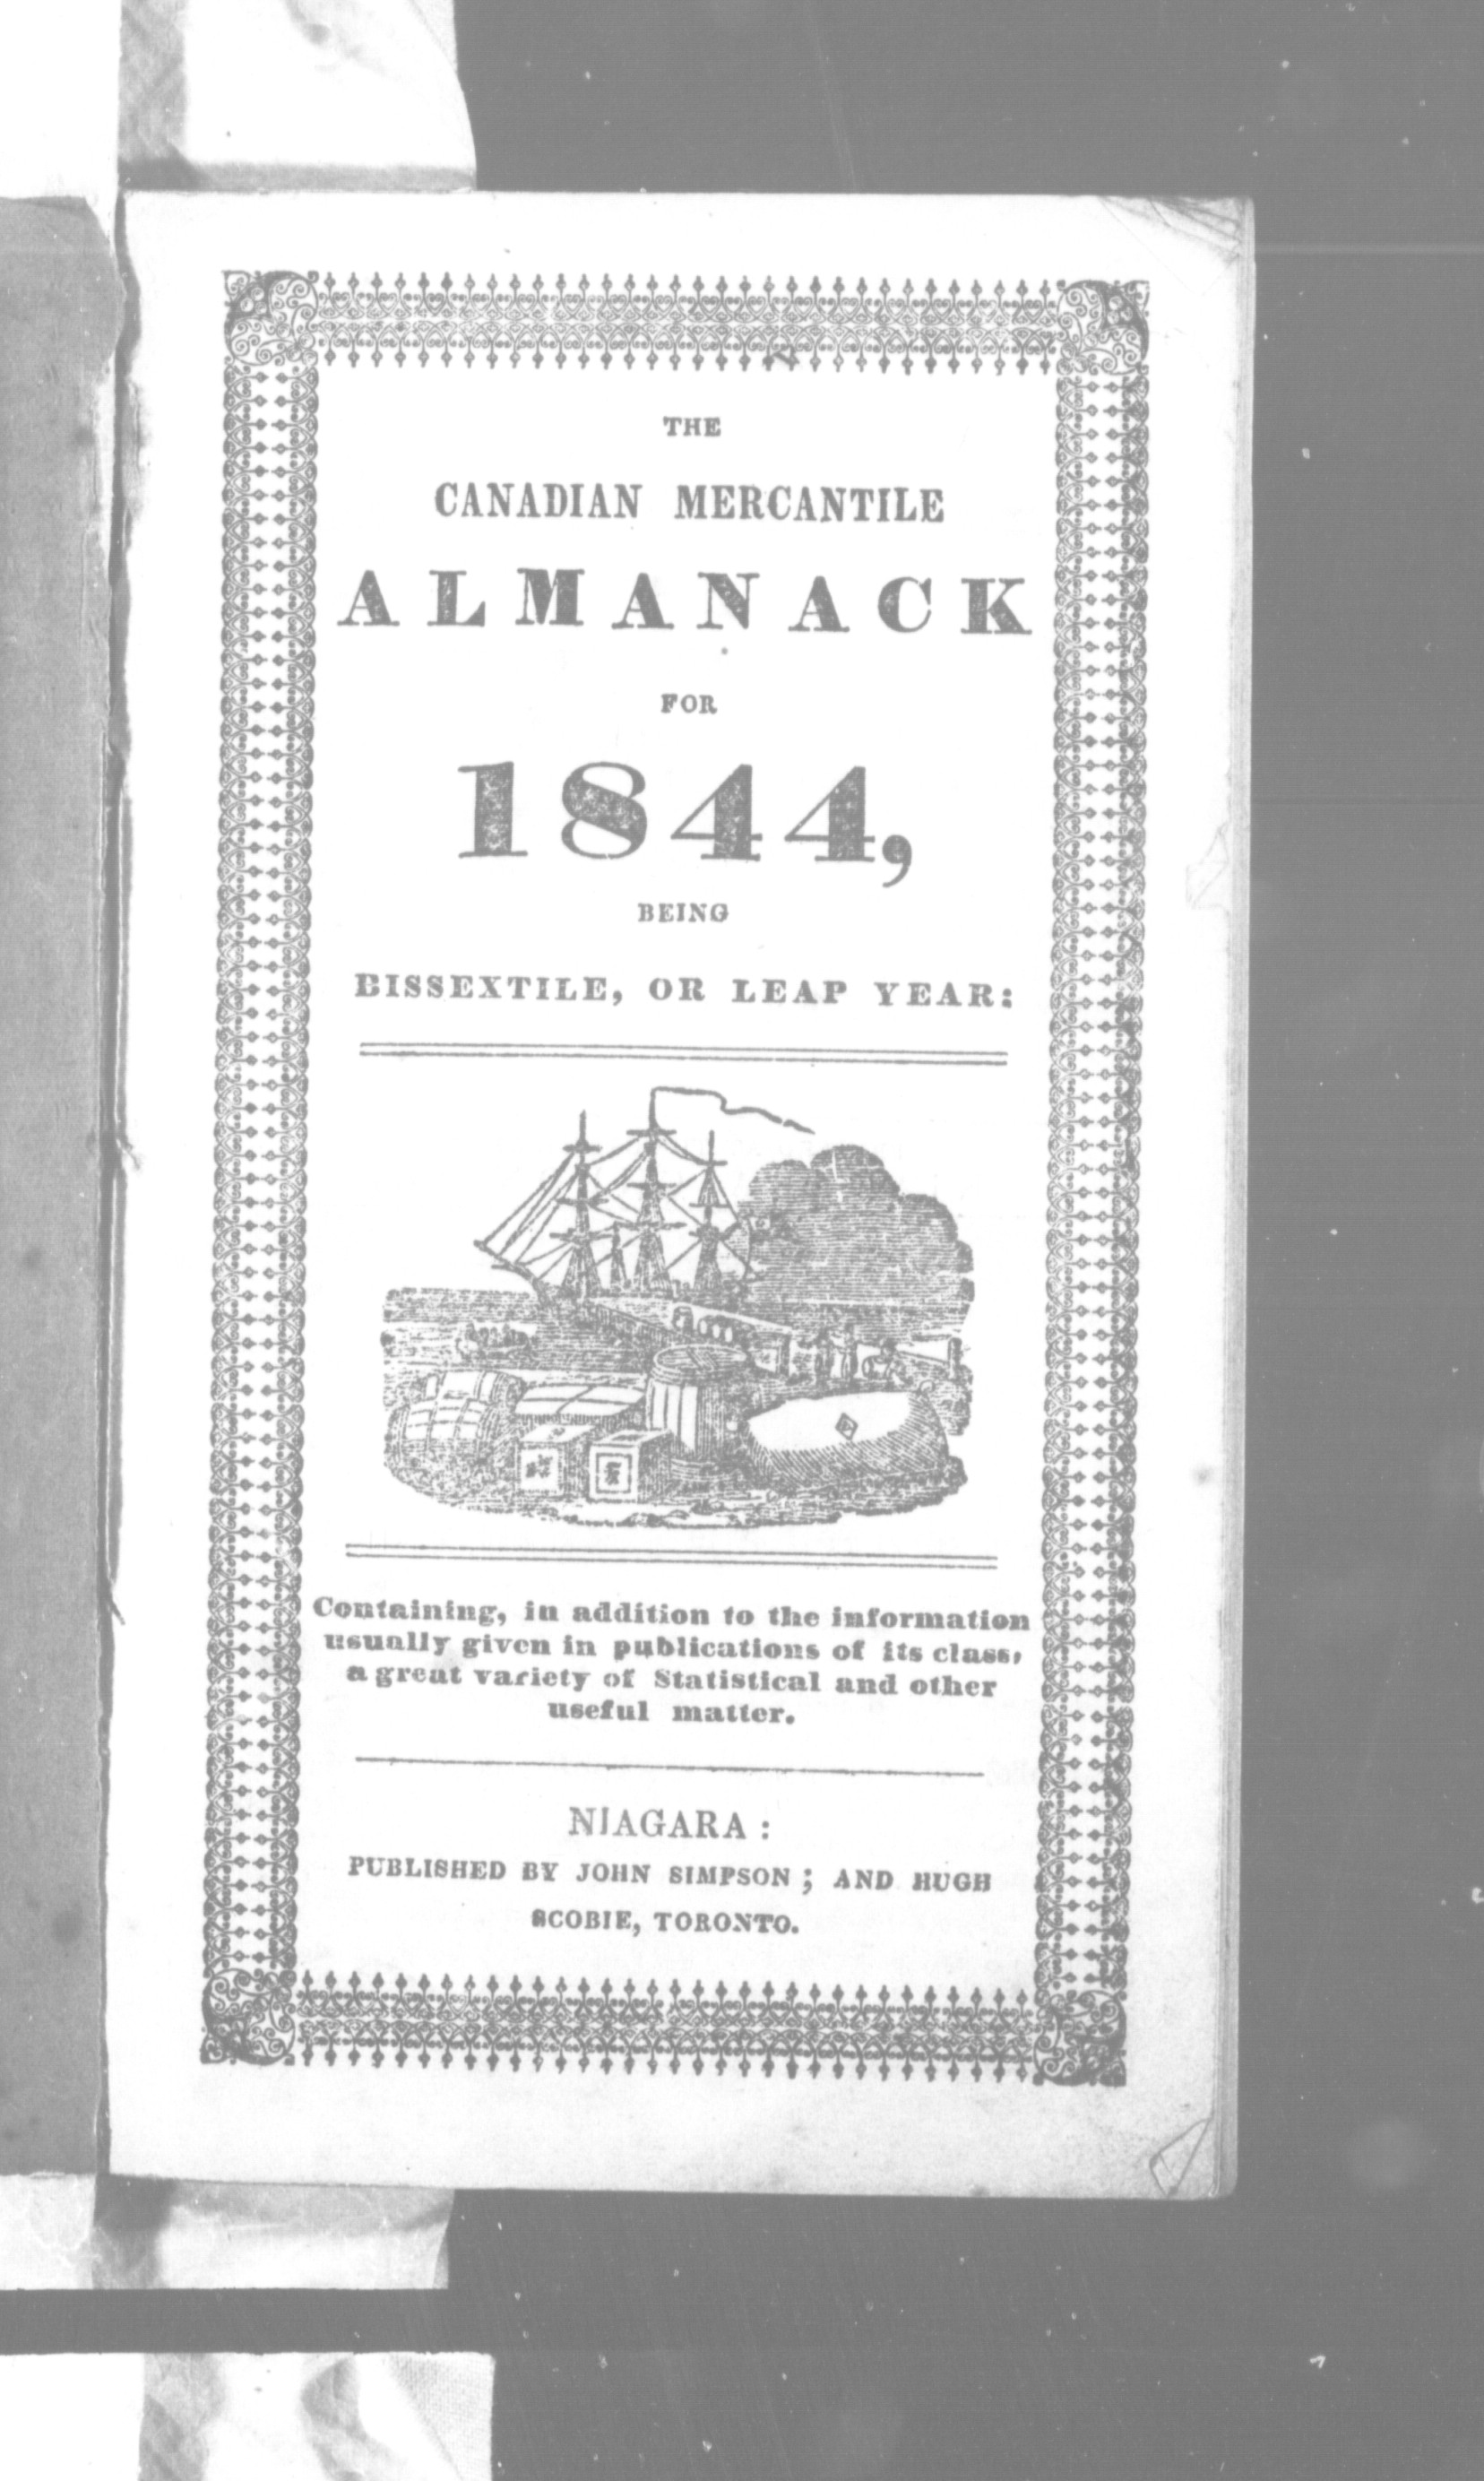 THE
CANADIAN MERCANTILE
ALMANACK
FOR
1844,
BEING
BISSEXTILE, OR LEAP YEAR:
Containing, in addition to the information
usually given in publications of its class,
a great variety of Statistical and other
useful matter.
NIAGARA:
PUBLISHED BY JOHN SIMPSON; AND HUGH
SCOBIE, TORONTO.